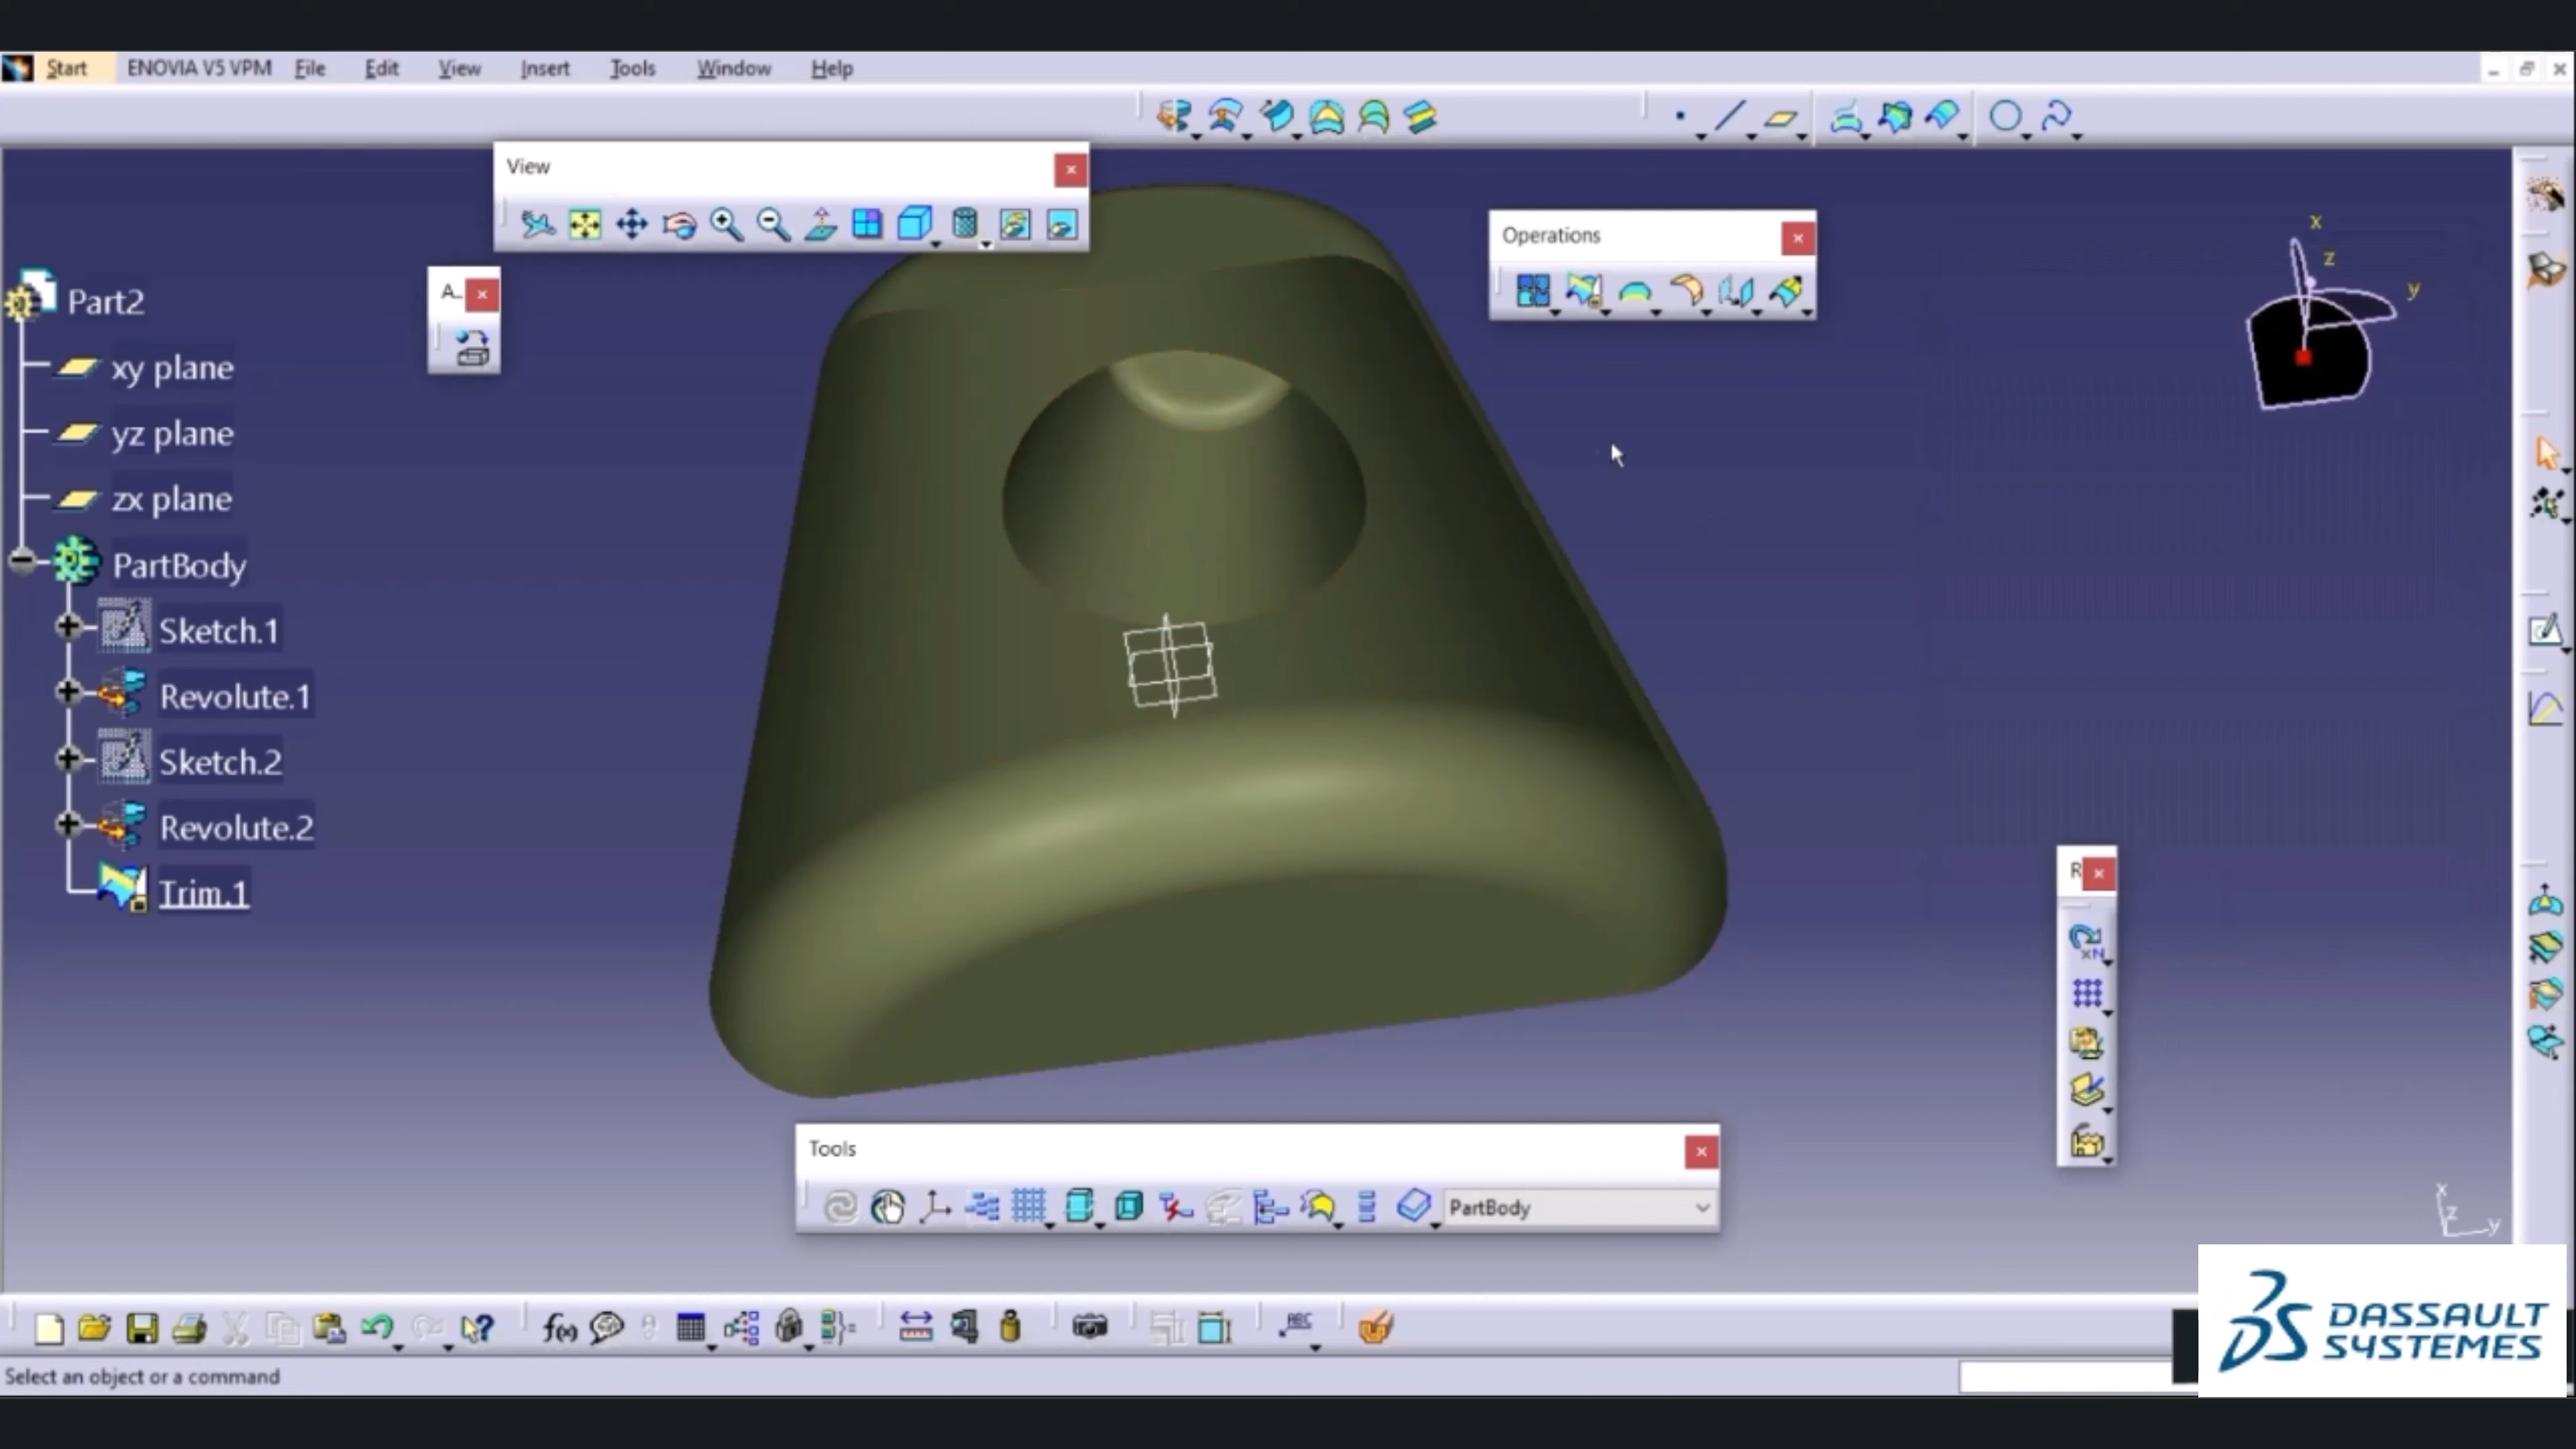 Start ENOVIA V5 VPM File Edit View Insert Tools Window Help
View
Operations
A...
x
z
y
Part2
xy plane
yz plane
zx plane
PartBody
Sketch.1
Revolute.1
Sketch.2
Revolute.2
Trim.1
R
xN
Tools
PartBody
x
z
y
f(x)
ABC
DASSAULT
SYSTEMES
Select an object or a command